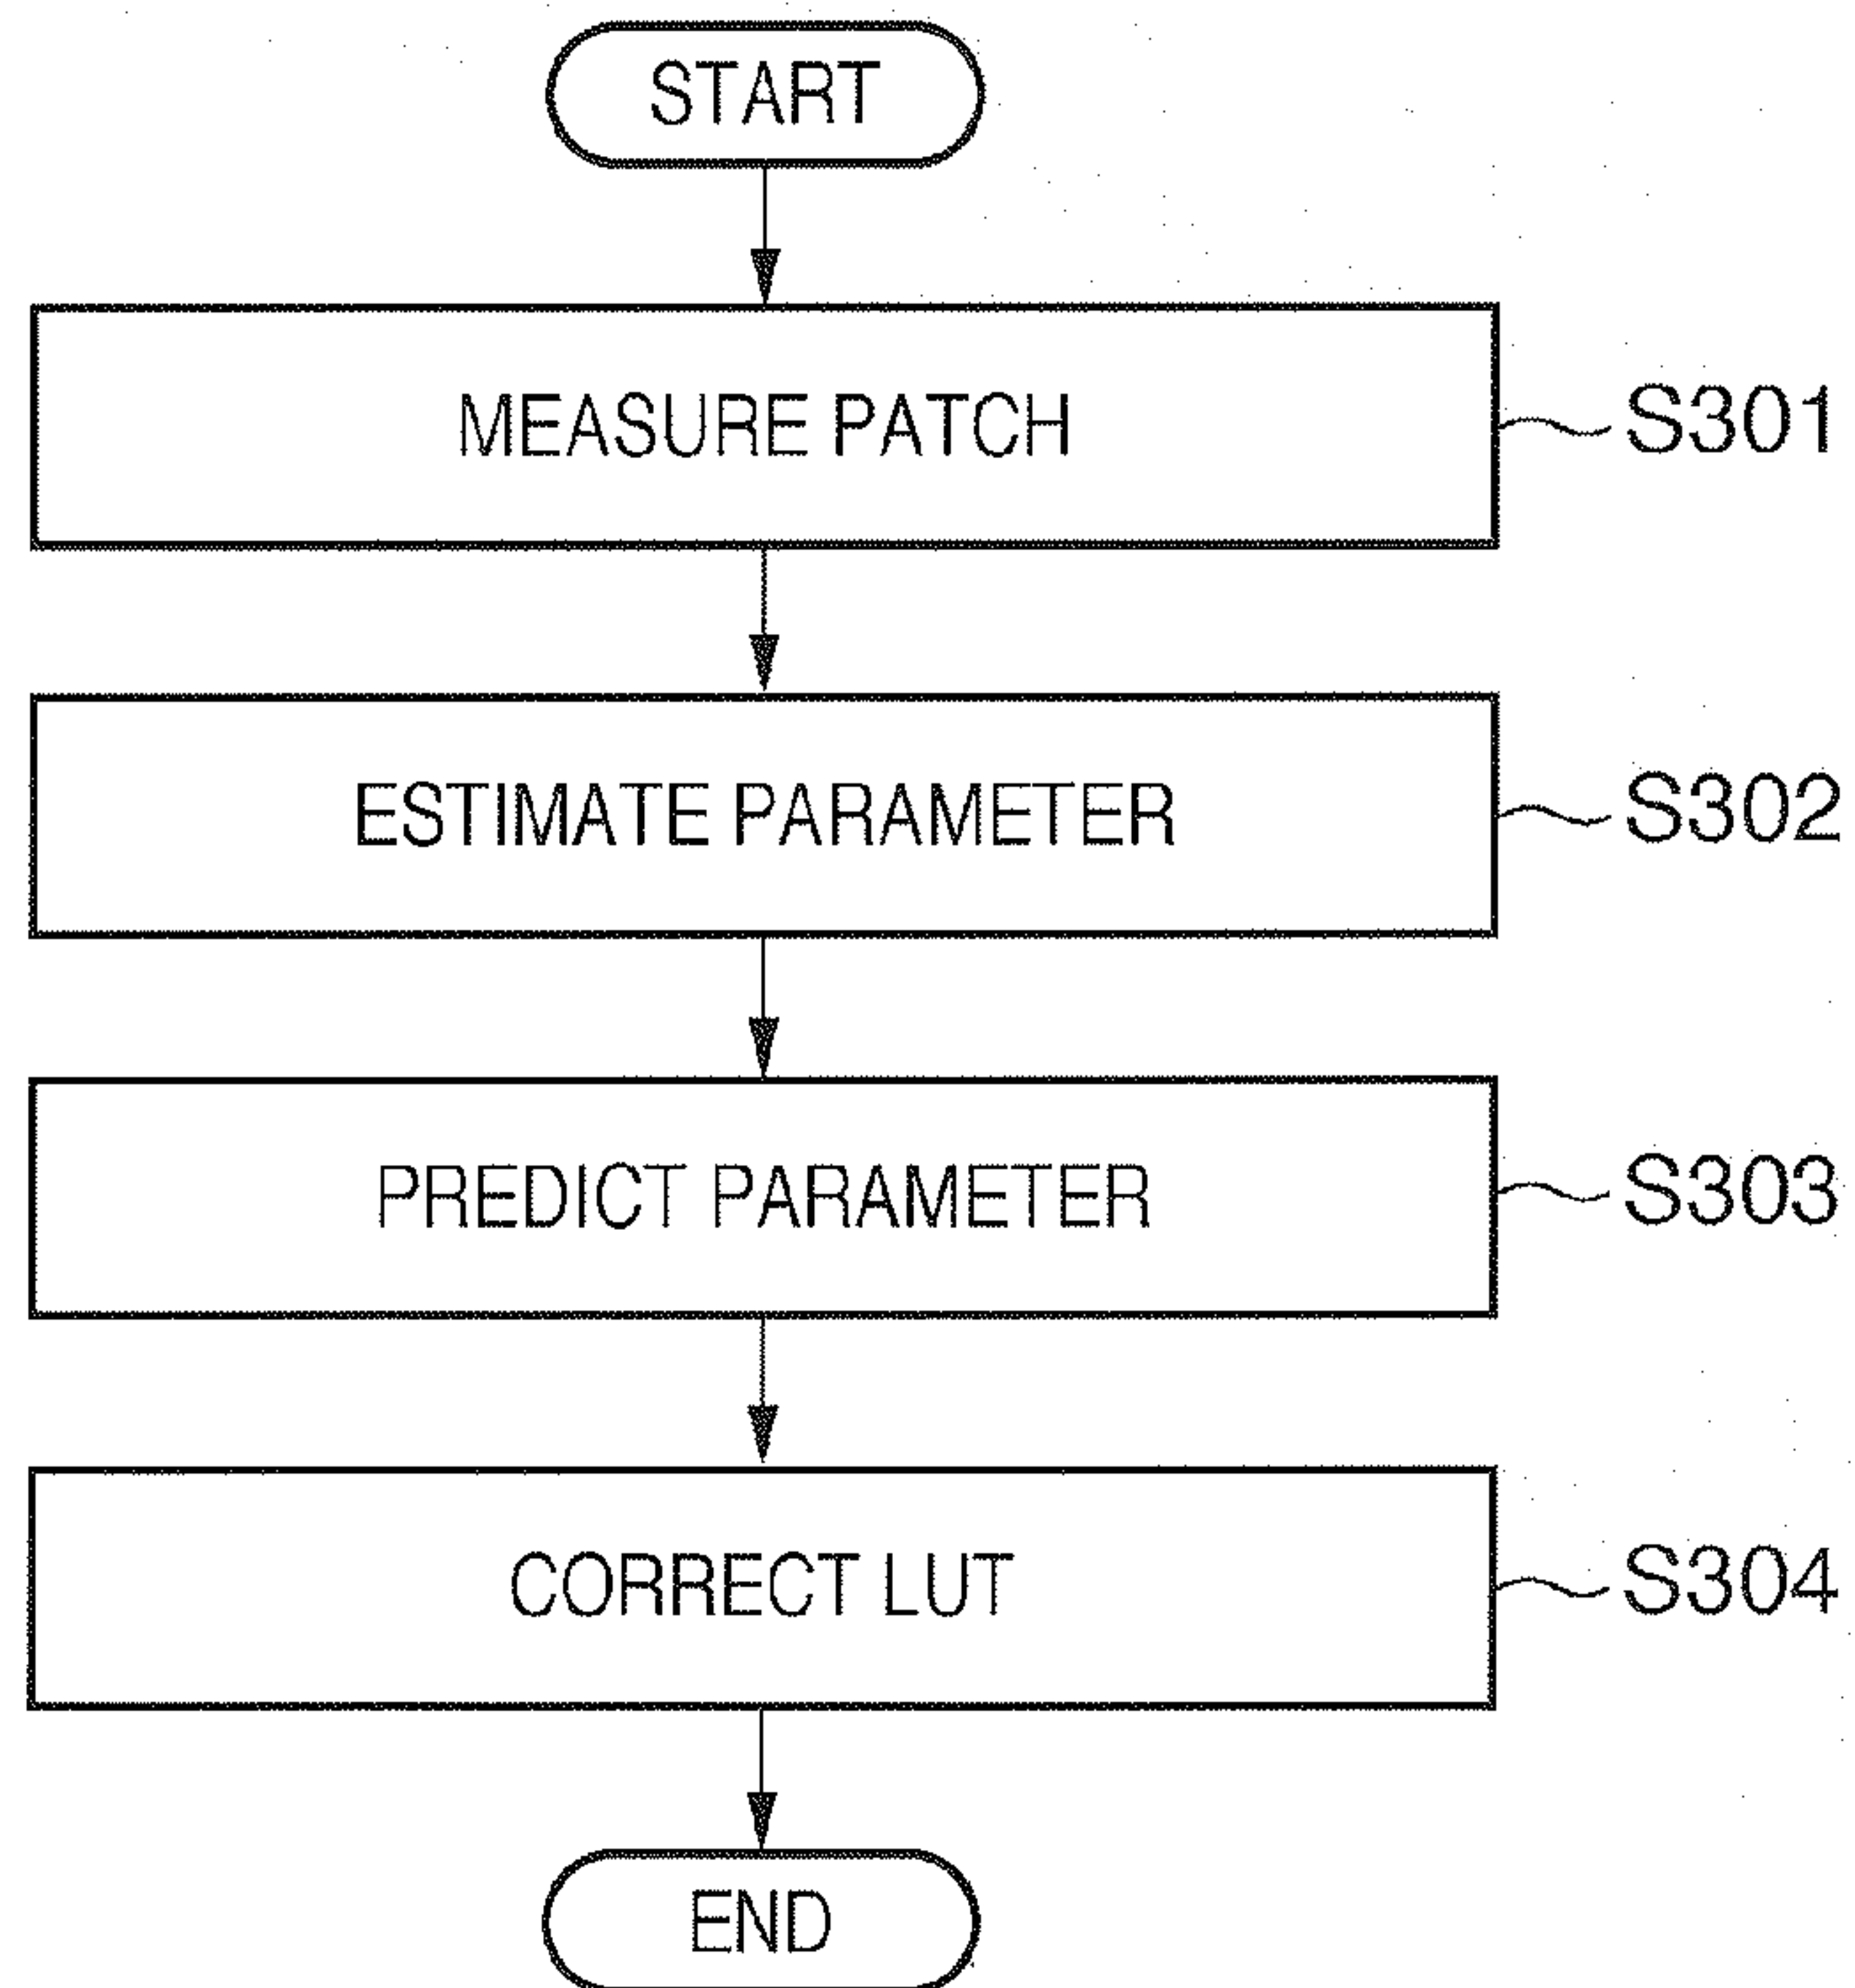 START
MEASURE PATCH
S301
ESTIMATE PARAMETER
S302
PREDICT PARAMETER
S303
CORRECT LUT
S304
END